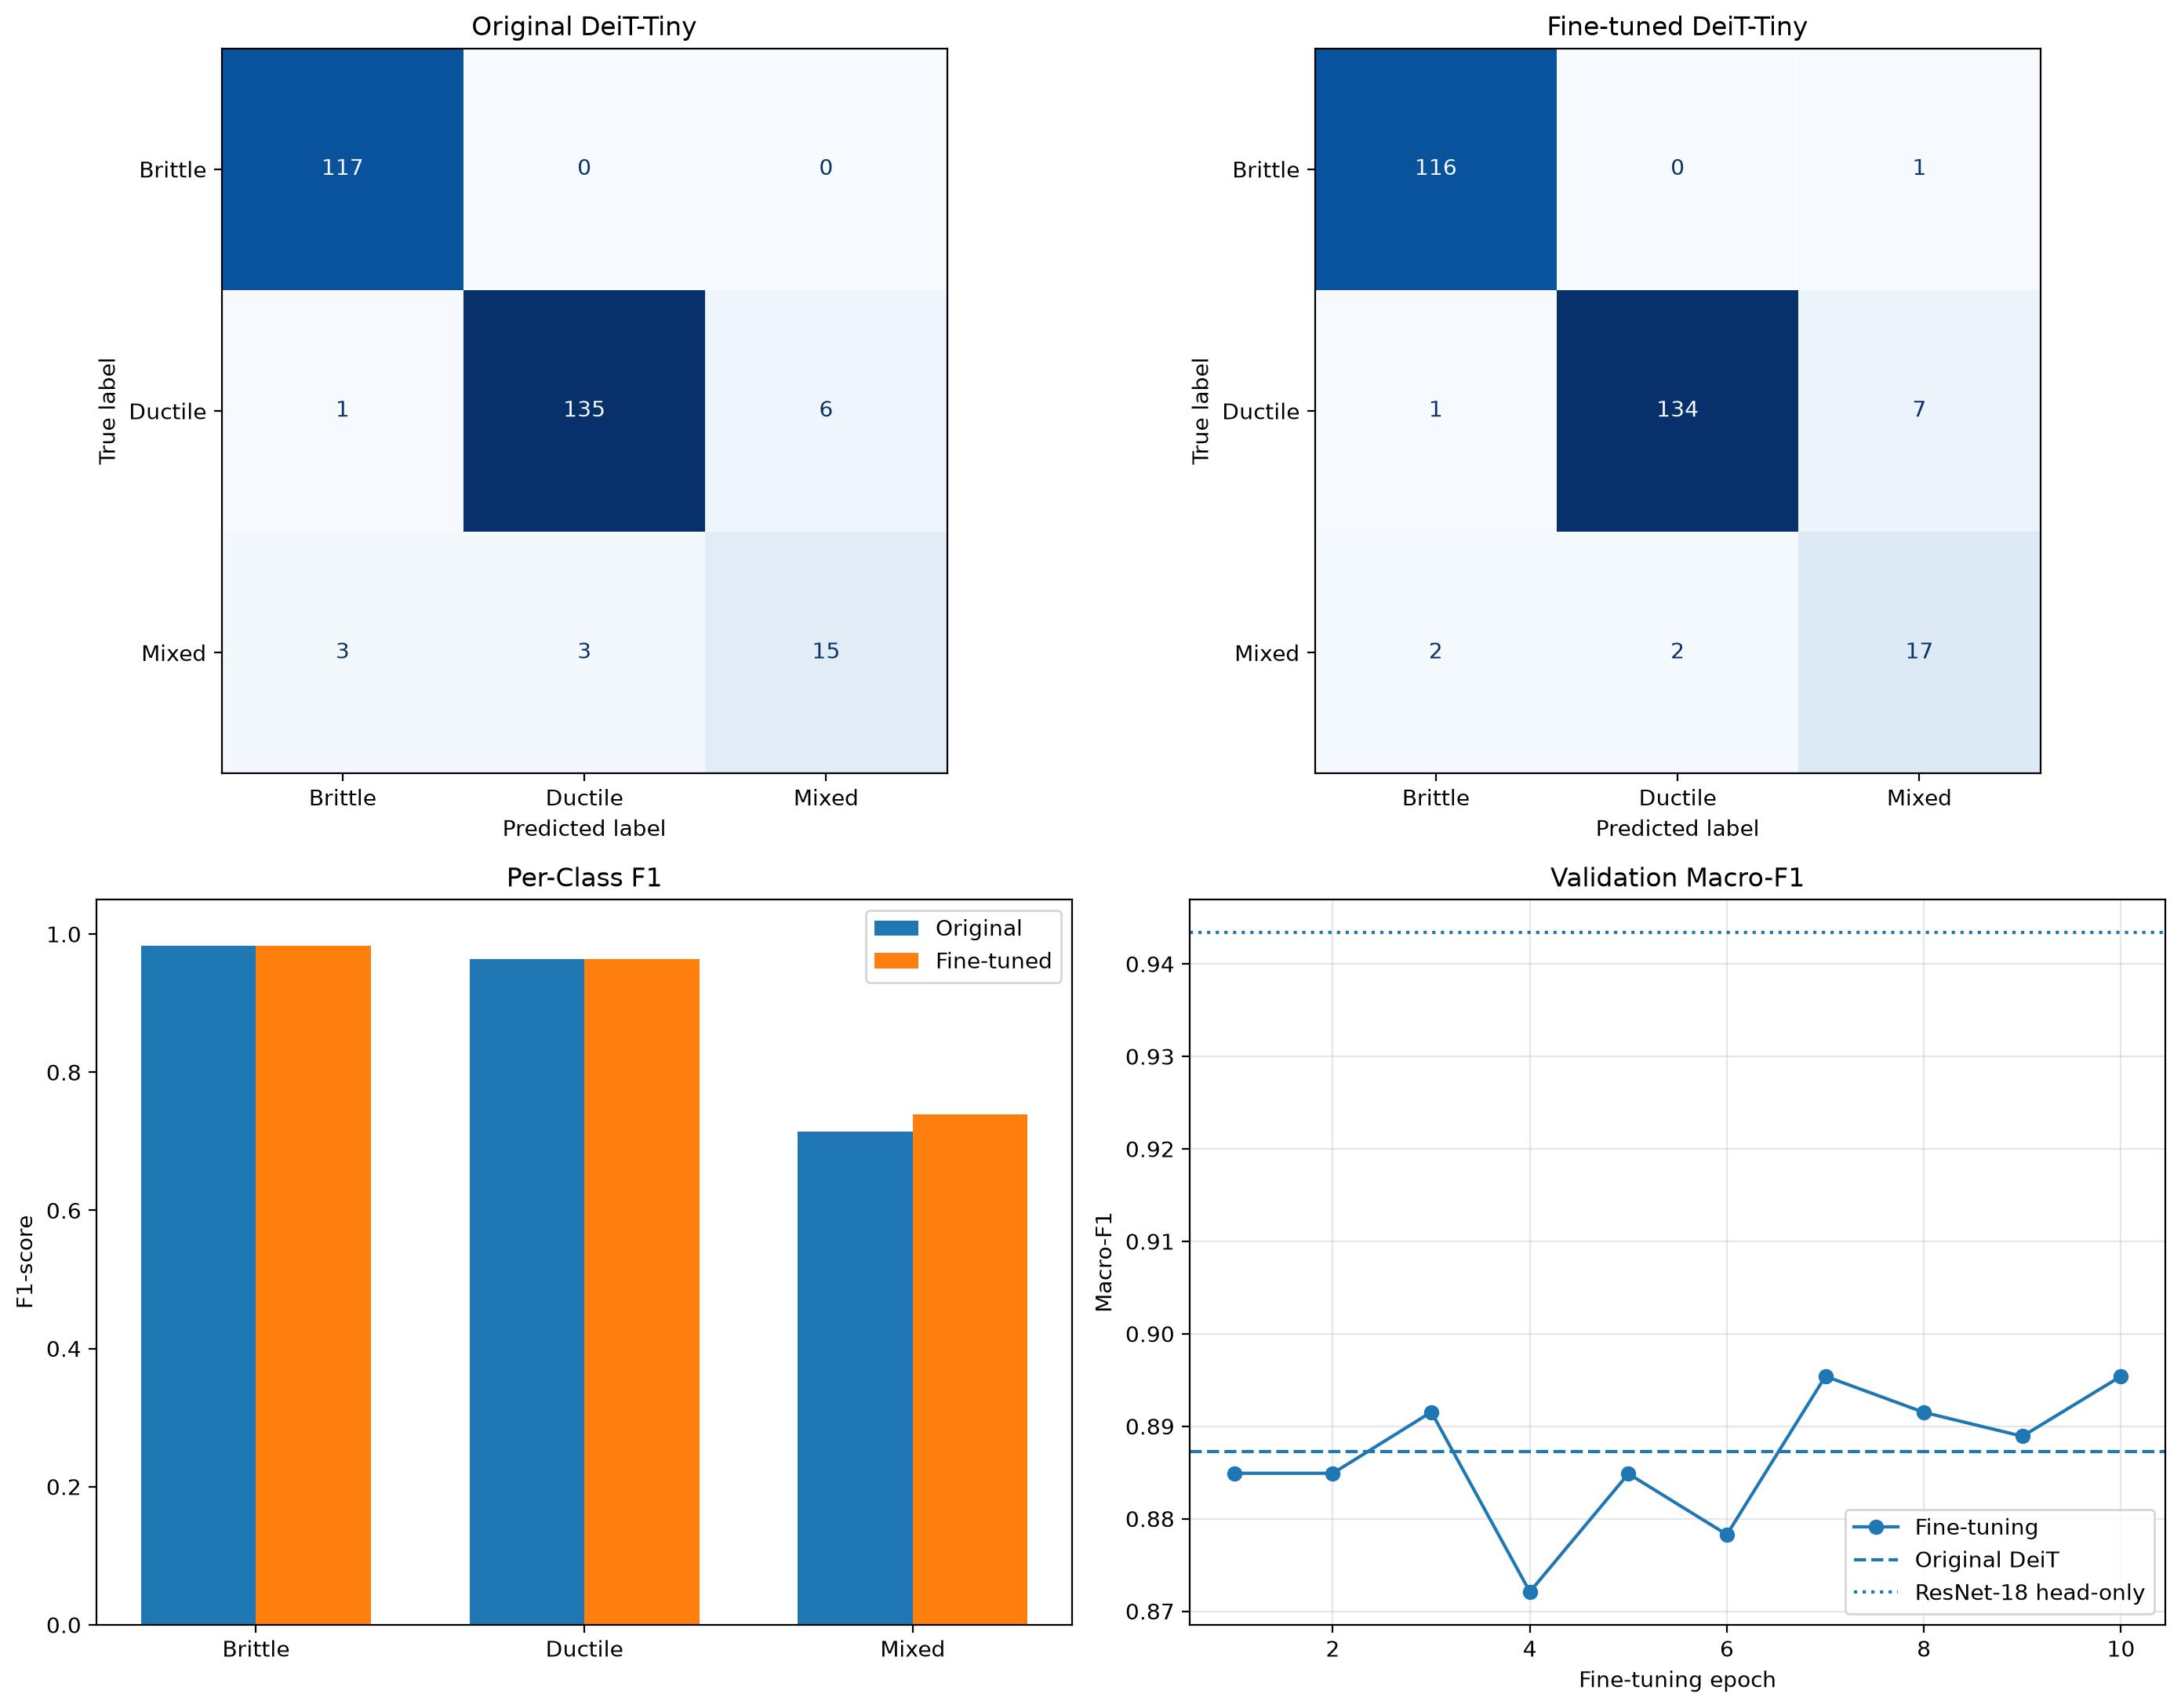 Original DeiT-Tiny
True label
Brittle
Ductile
Mixed
117 0 0
1 135 6
3 3 15
Brittle Ductile Mixed
Predicted label
Fine-tuned DeiT-Tiny
True label
Brittle
Ductile
Mixed
116 0 1
1 134 7
2 2 17
Brittle Ductile Mixed
Predicted label
Per-Class F1
F1-score
1.0
0.8
0.6
0.4
0.2
0.0
Original
Fine-tuned
Brittle Ductile Mixed
Validation Macro-F1
Macro-F1
0.94
0.93
0.92
0.91
0.90
0.89
0.88
0.87
Fine-tuning
Original DeiT
ResNet-18 head-only
2 4 6 8 10
Fine-tuning epoch